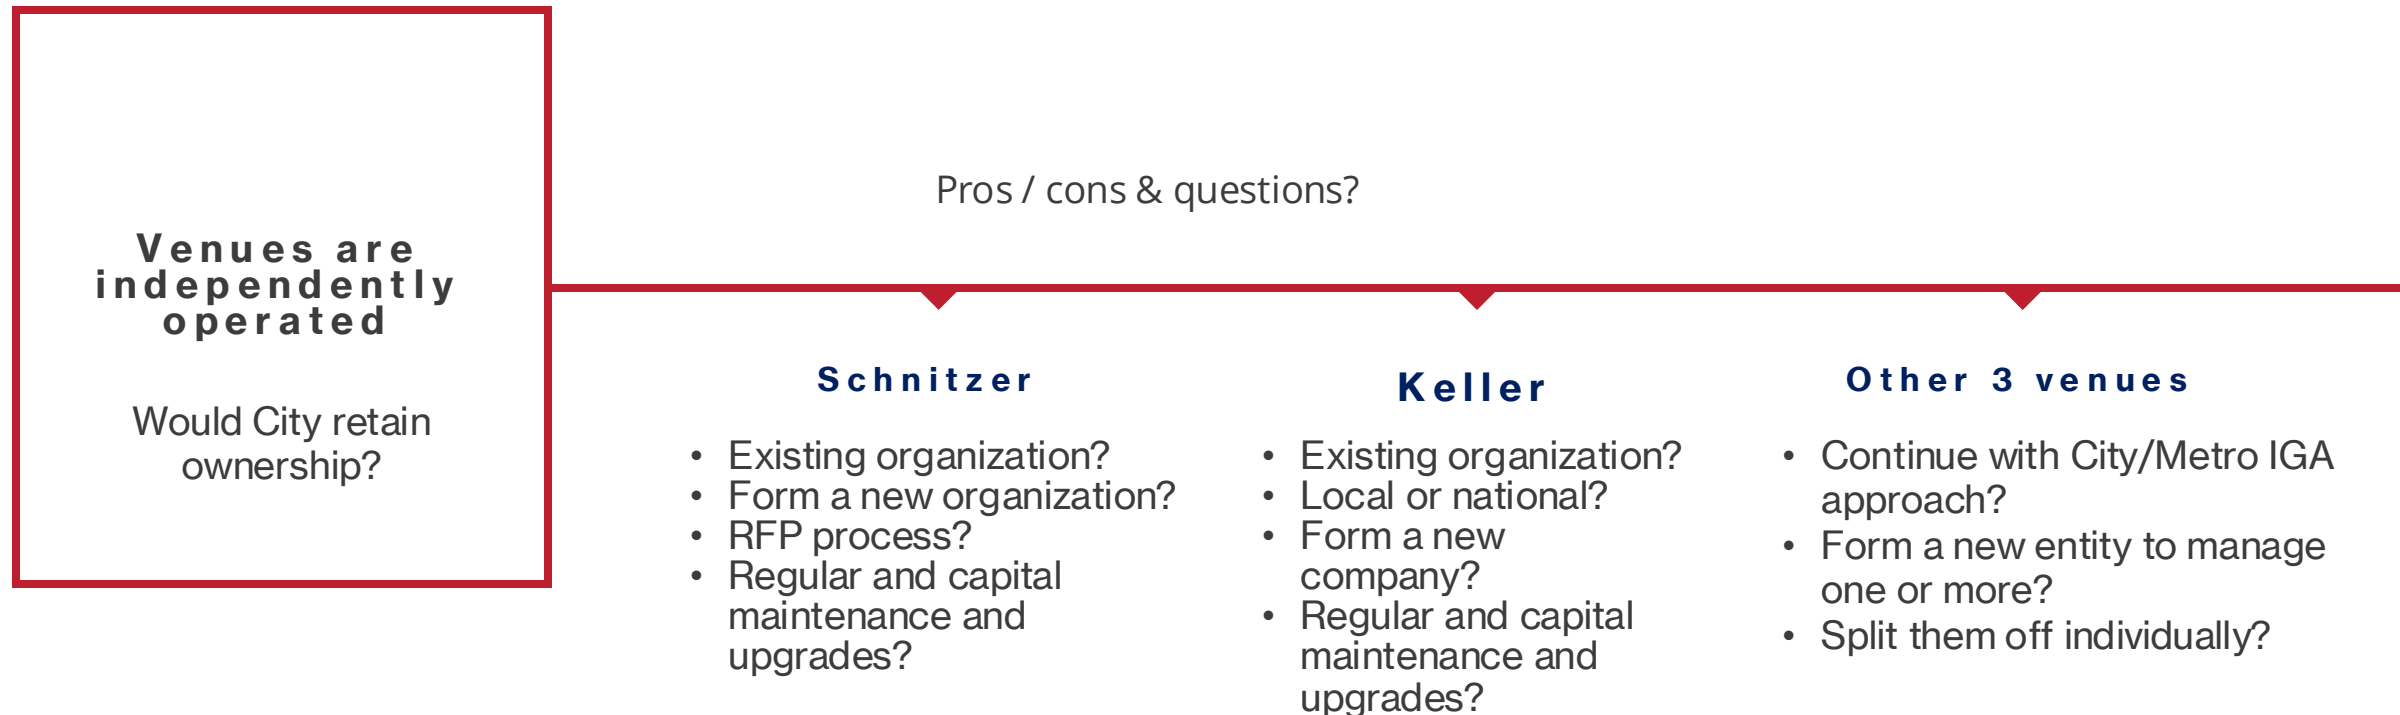 Venues are
independently
operated
Would City retain
ownership?
Pros / cons & questions?
Schnitzer
• Existing organization?
• Form a new organization?
• RFP process?
• Regular and capital
maintenance and
upgrades?
Keller
• Existing organization?
• Local or national?
• Form a new
company?
• Regular and capital
maintenance and
upgrades?
Other 3 venues
• Continue with City/Metro IGA
approach?
• Form a new entity to manage
one or more?
• Split them off individually?